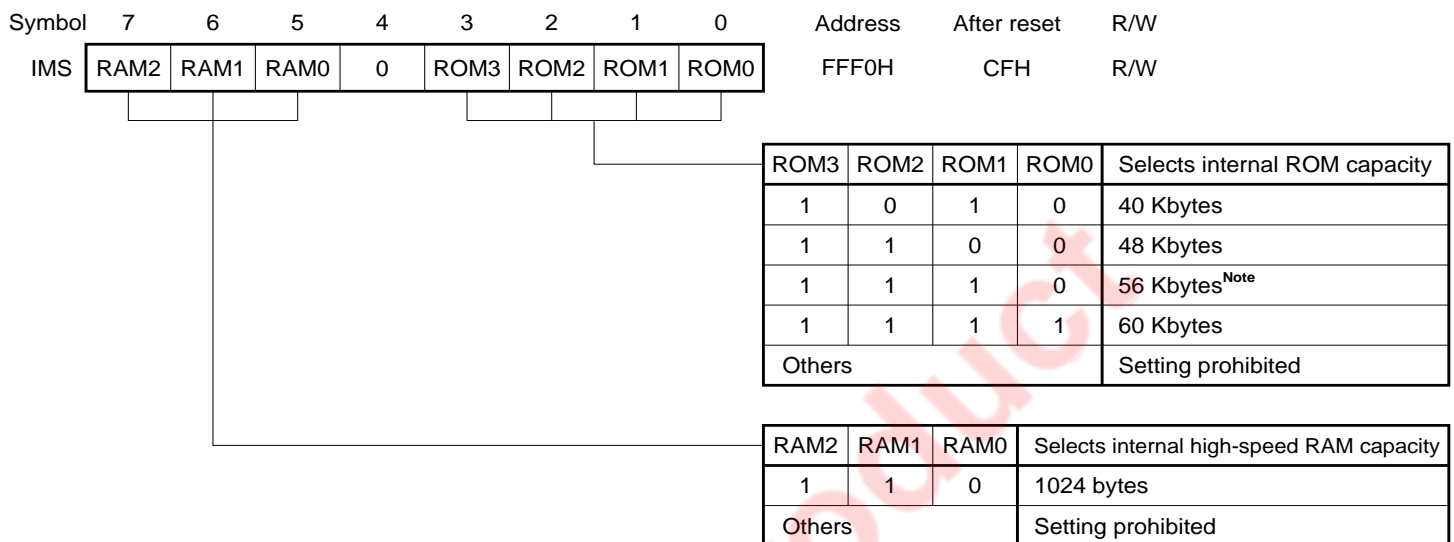 Symbol 7 6 5 4 3 2 1 0 Address After reset R/W
IMS RAM2 RAM1 RAM0 0 ROM3 ROM2 ROM1 ROM0 FFF0H CFH R/W
ROM3 ROM2 ROM1 ROM0 Selects internal ROM capacity
1 0 1 0 40 Kbytes
1 1 0 0 48 Kbytes
1 1 1 0 56 KbytesNote
1 1 1 1 60 Kbytes
Others Setting prohibited
RAM2 RAM1 RAM0 Selects internal high-speed RAM capacity
1 1 0 1024 bytes
Others Setting prohibited